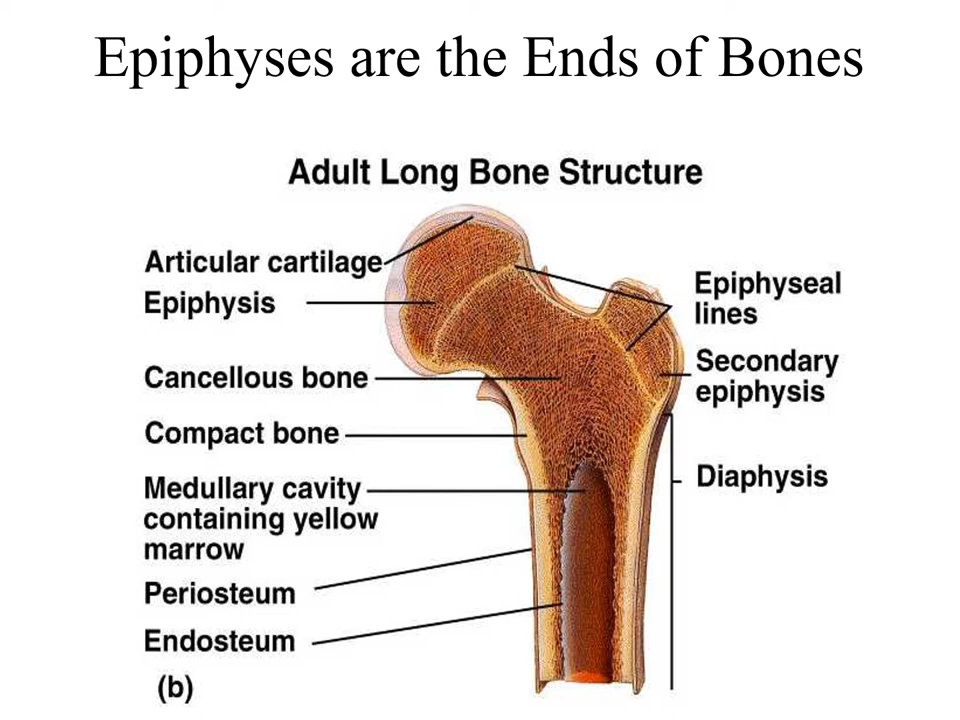 Epiphyses are the Ends of Bones
Adult Long Bone Structure
Articular cartilage
Epiphysis
Cancellous bone
Compact bone
Medullary cavity
containing yellow
marrow
Periosteum
Endosteum
(b)
Epiphyseal
lines
Secondary
epiphysis
Diaphysis